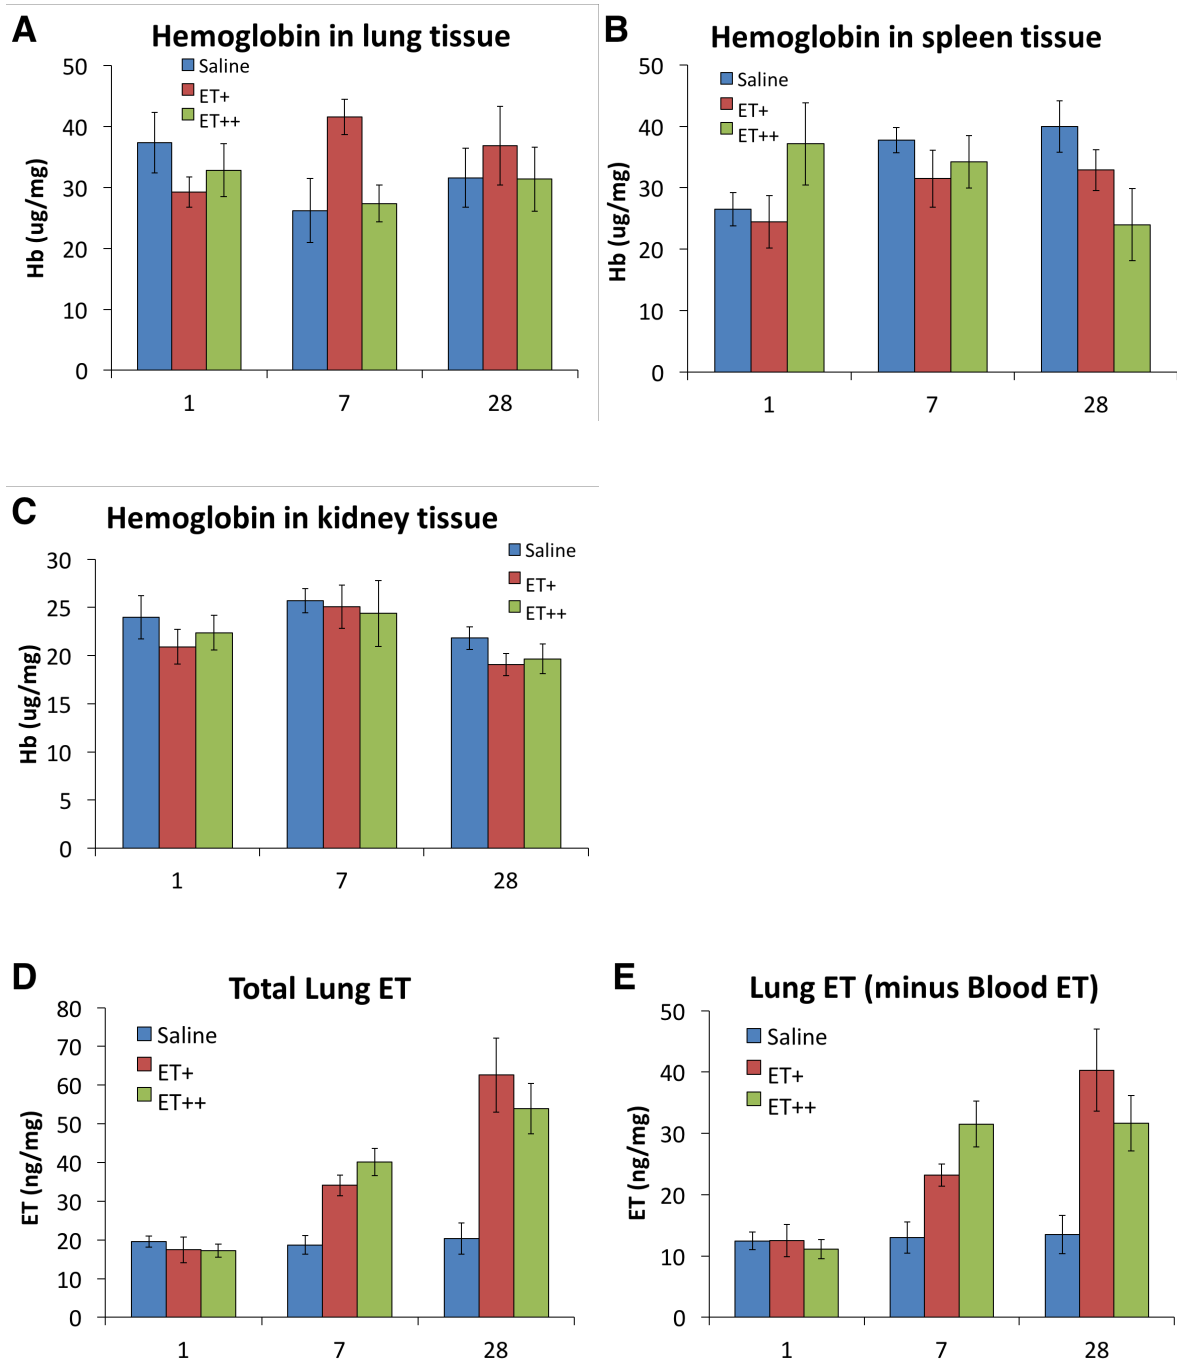 A
Hemoglobin in lung tissue
Saline
ET+
ET++
50
40
30
20
10
0
Hb (ug/mg)
1 7 28
B
Hemoglobin in spleen tissue
Saline
ET+
ET++
50
40
30
20
10
0
Hb (ug/mg)
1 7 28
C
Hemoglobin in kidney tissue
Saline
ET+
ET++
30
25
20
15
10
5
0
Hb (ug/mg)
1 7 28
D
Total Lung ET
Saline
ET+
ET++
80
70
60
50
40
30
20
10
0
ET (ng/mg)
1 7 28
E
Lung ET (minus Blood ET)
Saline
ET+
ET++
50
40
30
20
10
0
ET (ng/mg)
1 7 28